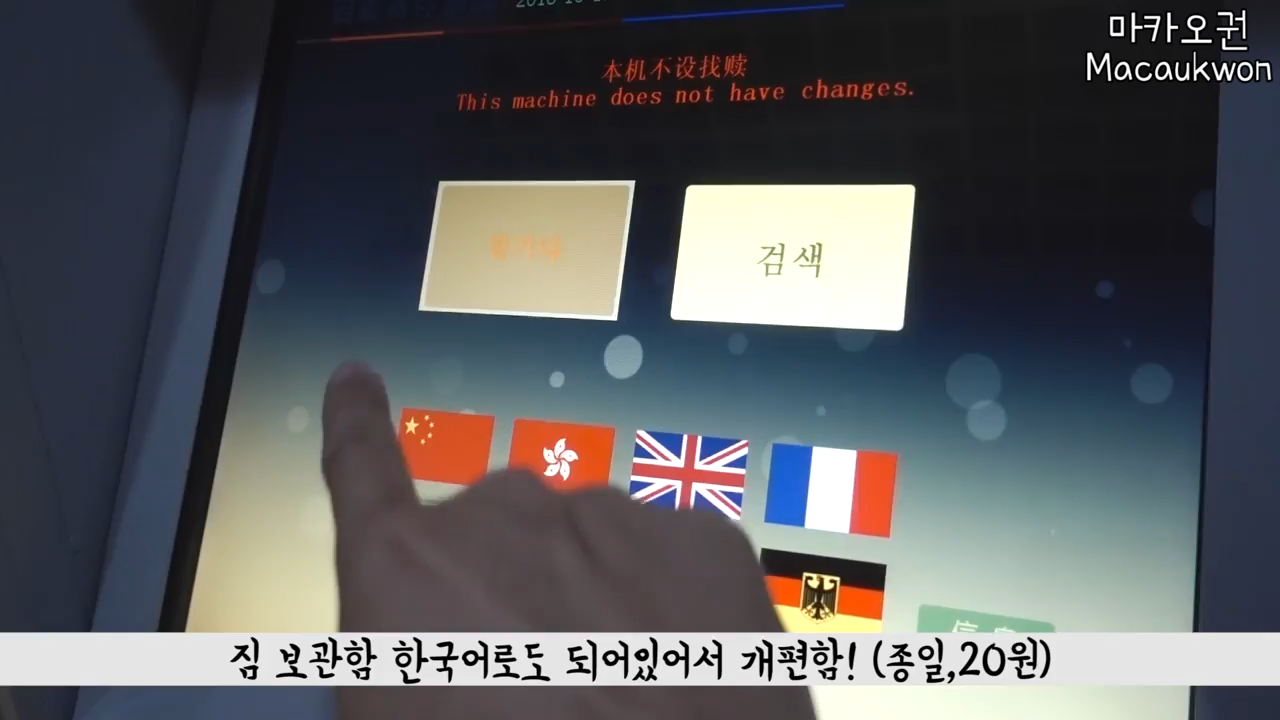 마카오퀀
Macaukwon
本机不设找赎
This machine does not have changes.
검색
짐 보관함 한국어로도 되어있어서 개편함! (종일,20원)